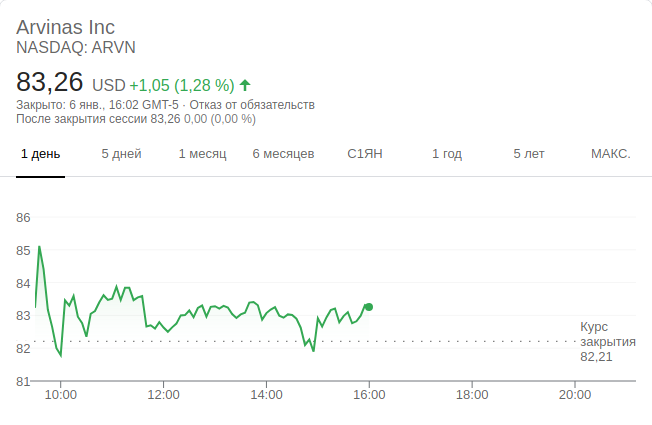 Arvinas Inc
NASDAQ: ARVN
83,26 USD +1,05 (1,28 %)
Закрыто: 6 янв., 16:02 GMT-5 · Отказ от обязательств
После закрытия сессии 83,26 0,00 (0,00 %)
1 день 5 дней 1 месяц 6 месяцев С1ЯН 1 год 5 лет МАКС.
86
85
84
83
82
81
Курс
закрытия
82,21
10:00 12:00 14:00 16:00 18:00 20:00